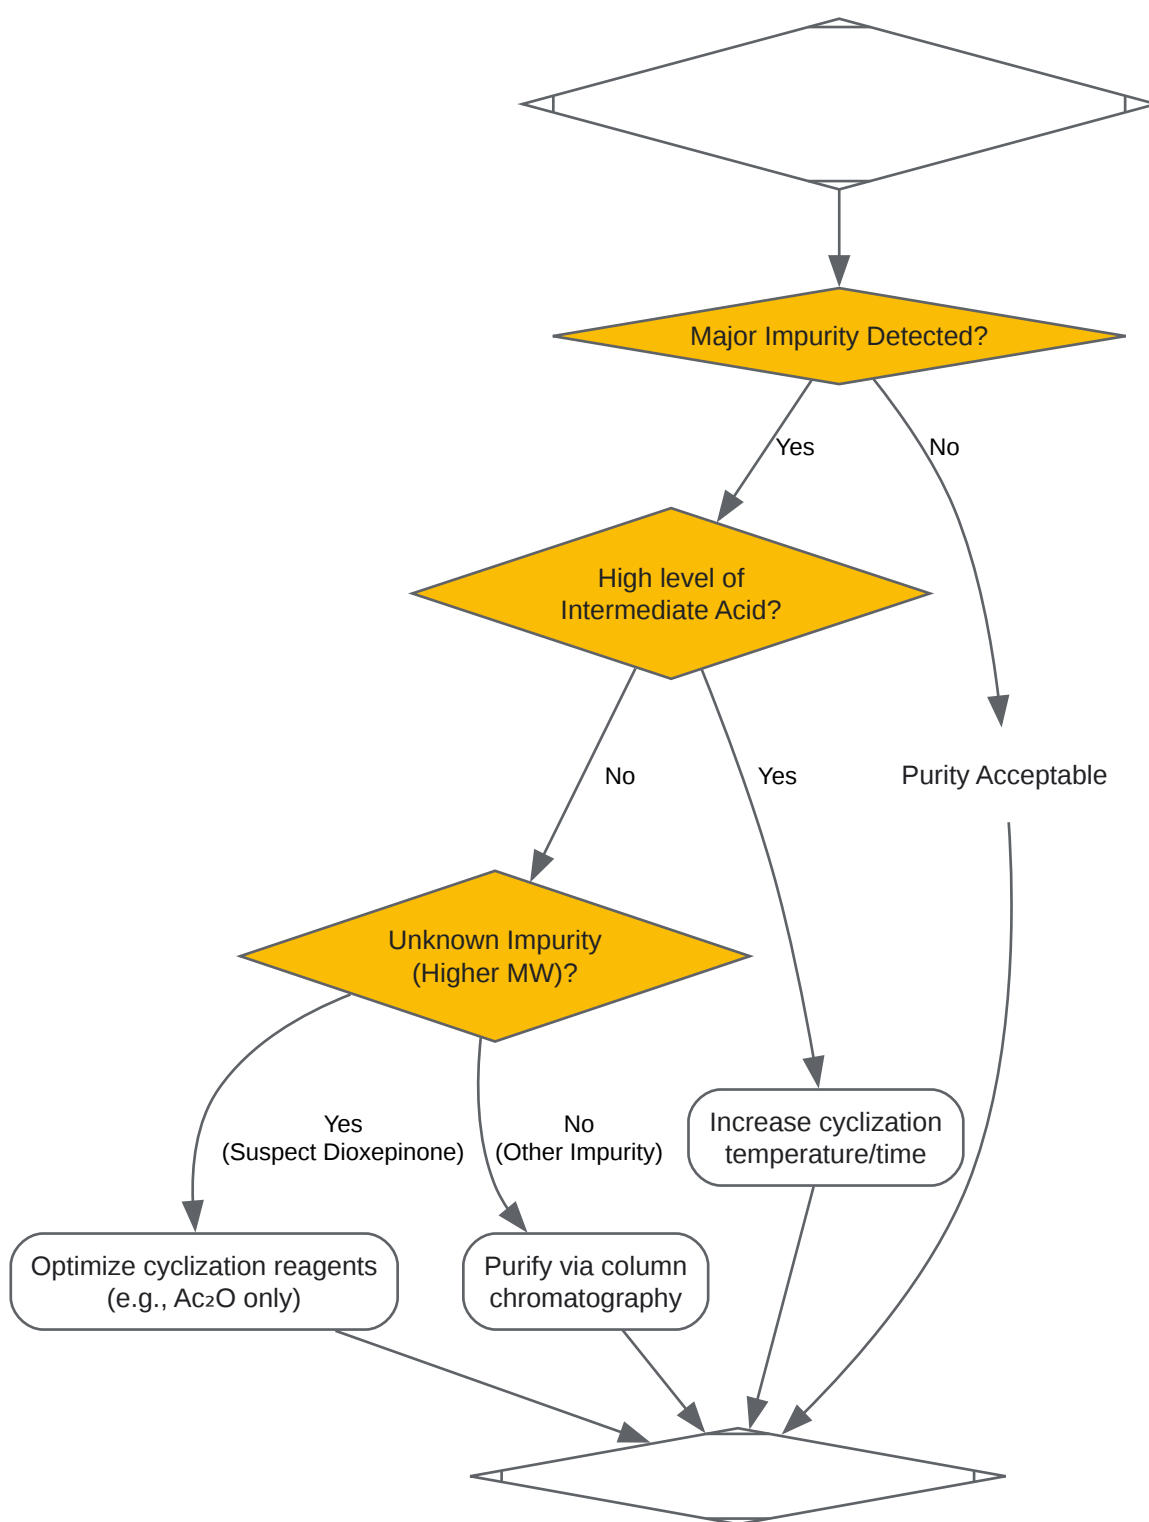 Major Impurity Detected?
Yes
No
High level of
Intermediate Acid?
No
Yes
Purity Acceptable
Unknown Impurity
(Higher MW)?
Yes
(Suspect Dioxepinone)
No
(Other Impurity)
Increase cyclization
temperature/time
Optimize cyclization reagents
(e.g., Ac₂O only)
Purify via column
chromatography